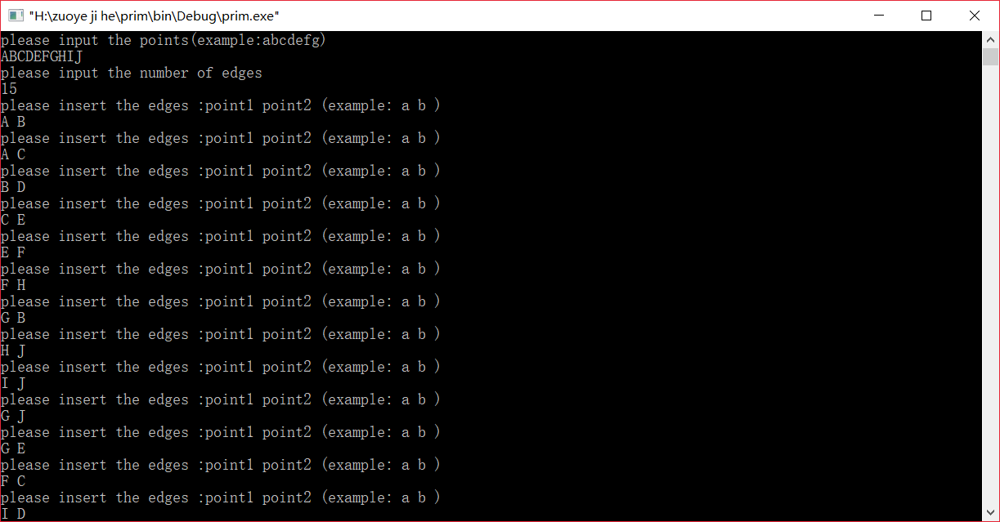 "H:\zuoye ji he\prim\bin\Debug\prim.exe"
please input the points(example:abcdefg)
ABCDEFGHIJ
please input the number of edges
15
please insert the edges :point1 point2 (example: a b )
A B
please insert the edges :point1 point2 (example: a b )
A C
please insert the edges :point1 point2 (example: a b )
B D
please insert the edges :point1 point2 (example: a b )
C E
please insert the edges :point1 point2 (example: a b )
E F
please insert the edges :point1 point2 (example: a b )
F H
please insert the edges :point1 point2 (example: a b )
G B
please insert the edges :point1 point2 (example: a b )
H J
please insert the edges :point1 point2 (example: a b )
I J
please insert the edges :point1 point2 (example: a b )
G J
please insert the edges :point1 point2 (example: a b )
G E
please insert the edges :point1 point2 (example: a b )
F C
please insert the edges :point1 point2 (example: a b )
I D